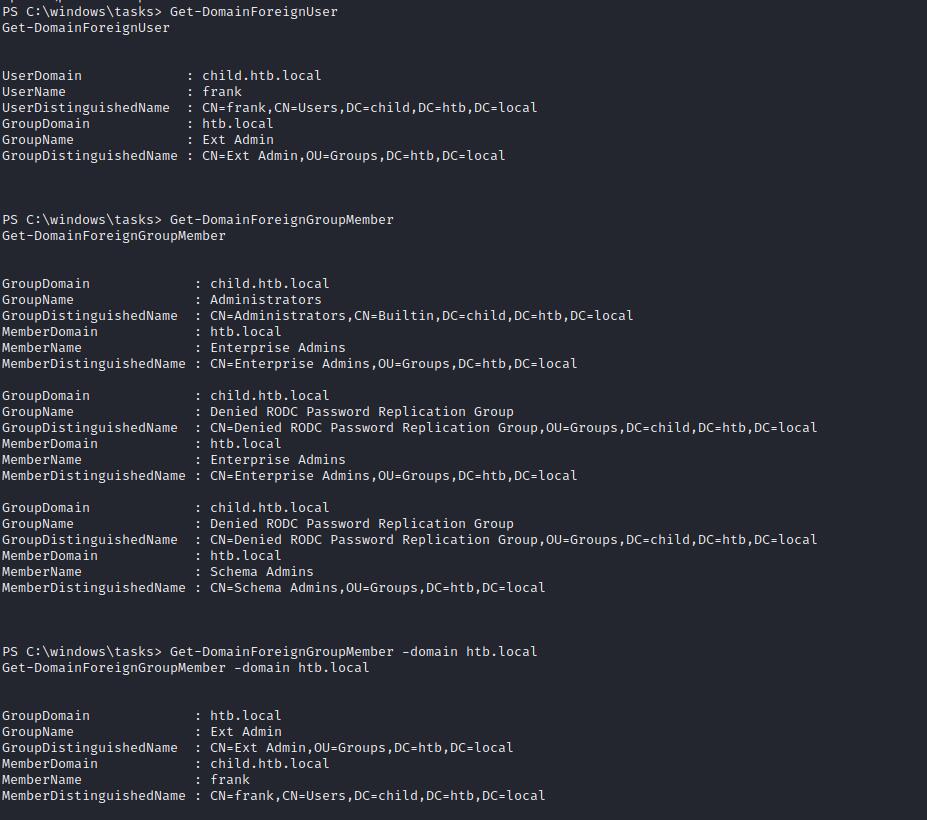 PS C:\windows\tasks> Get-DomainForeignUser
Get-DomainForeignUser
UserDomain : child.htb.local
UserName : frank
UserDistinguishedName : CN=frank,CN=Users,DC=child,DC=htb,DC=local
GroupDomain : htb.local
GroupName : Ext Admin
GroupDistinguishedName : CN=Ext Admin,OU=Groups,DC=htb,DC=local
PS C:\windows\tasks> Get-DomainForeignGroupMember
Get-DomainForeignGroupMember
GroupDomain : child.htb.local
GroupName : Administrators
GroupDistinguishedName : CN=Administrators,CN=Builtin,DC=child,DC=htb,DC=local
MemberDomain : htb.local
MemberName : Enterprise Admins
MemberDistinguishedName : CN=Enterprise Admins,OU=Groups,DC=htb,DC=local
GroupDomain : child.htb.local
GroupName : Denied RODC Password Replication Group
GroupDistinguishedName : CN=Denied RODC Password Replication Group,OU=Groups,DC=child,DC=htb,DC=local
MemberDomain : htb.local
MemberName : Enterprise Admins
MemberDistinguishedName : CN=Enterprise Admins,OU=Groups,DC=htb,DC=local
GroupDomain : child.htb.local
GroupName : Denied RODC Password Replication Group
GroupDistinguishedName : CN=Denied RODC Password Replication Group,OU=Groups,DC=child,DC=htb,DC=local
MemberDomain : htb.local
MemberName : Schema Admins
MemberDistinguishedName : CN=Schema Admins,OU=Groups,DC=htb,DC=local
PS C:\windows\tasks> Get-DomainForeignGroupMember -domain htb.local
Get-DomainForeignGroupMember -domain htb.local
GroupDomain : htb.local
GroupName : Ext Admin
GroupDistinguishedName : CN=Ext Admin,OU=Groups,DC=htb,DC=local
MemberDomain : child.htb.local
MemberName : frank
MemberDistinguishedName : CN=frank,CN=Users,DC=child,DC=htb,DC=local